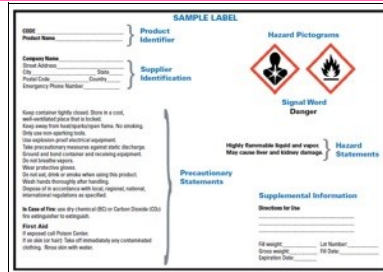 SAMPLE LABEL
CODE
Product Name
Product
Identifier
Company Name
Street Address
City State
Postal Code Country
Emergency Phone Number
Supplier
Identification
Keep container tightly closed. Store in a cool,
well-ventilated place that is locked.
Keep away from heat/sparks/open flame. No smoking.
Only use non-sparking tools.
Use explosion-proof electrical equipment.
Take precautionary measures against static discharge.
Ground and bond container and receiving equipment.
Do not breathe vapors.
Wear protective gloves.
Do not eat, drink or smoke when using this product.
Wash hands thoroughly after handling.
Dispose of in accordance with local, regional, national,
international regulations as specified.
In Case of Fire: use dry chemical (BC) or Carbon Dioxide (CO₂)
fire extinguisher to extinguish.
First Aid
If exposed call Poison Center.
If on skin (or hair): Take off immediately any contaminated
clothing. Rinse skin with water.
Precautionary
Statements
Hazard Pictograms
Signal Word
Danger
Highly flammable liquid and vapor.
May cause liver and kidney damage.
Hazard
Statements
Supplemental Information
Directions for Use
Fill weight: Lot Number:
Gross weight: Fill Date:
Expiration Date: